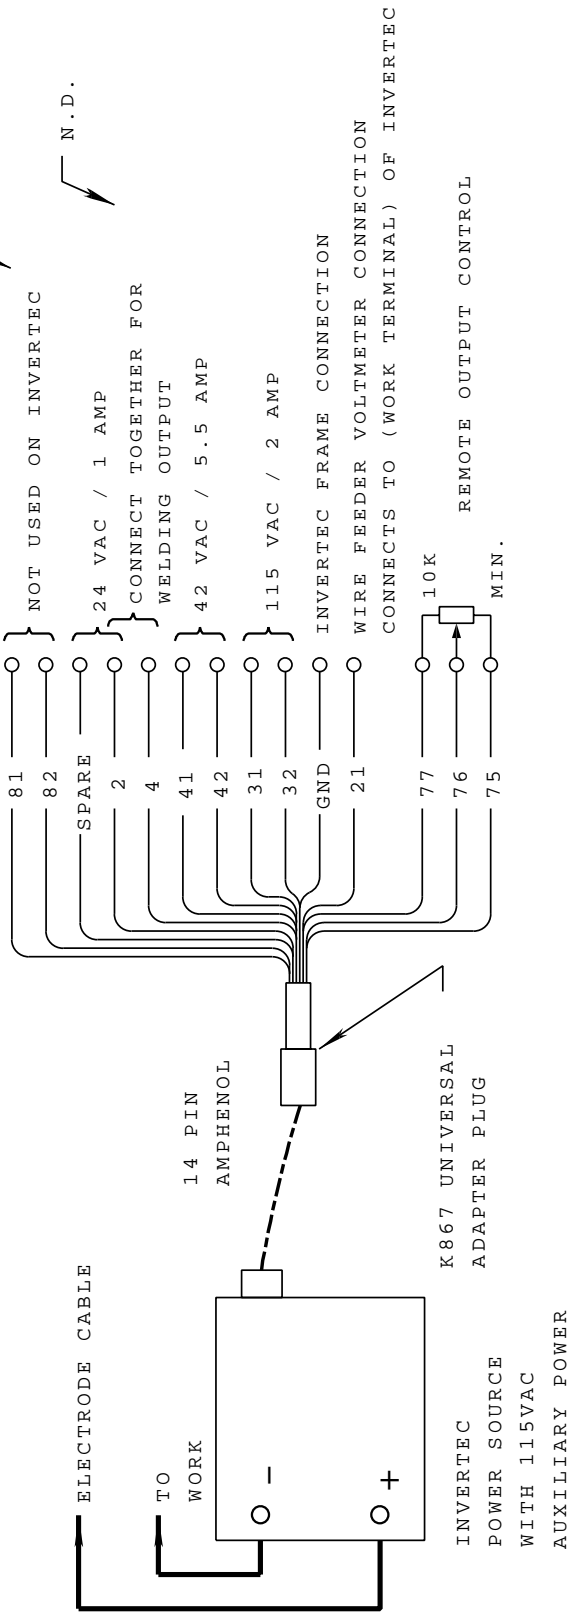 N.D.
NOT USED ON INVERTEC
24 VAC / 1 AMP
CONNECT TOGETHER FOR
WELDING OUTPUT
42 VAC / 5.5 AMP
115 VAC / 2 AMP
INVERTEC FRAME CONNECTION
WIRE FEEDER VOLTMETER CONNECTION
CONNECTS TO (WORK TERMINAL) OF INVERTEC
10K
REMOTE OUTPUT CONTROL
MIN.
81
82
SPARE
2
4
41
42
31
32
GND
21
77
76
75
14 PIN
AMPHENOL
K867 UNIVERSAL
ADAPTER PLUG
ELECTRODE CABLE
TO
WORK
-
+
INVERTEC
POWER SOURCE
WITH 115VAC
AUXILIARY POWER